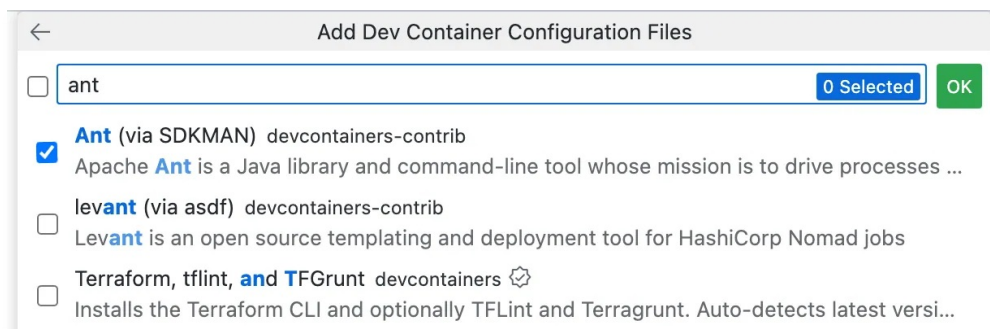 Add Dev Container Configuration Files
ant
0 Selected
OK
Ant (via SDKMAN) devcontainers-contrib
Apache Ant is a Java library and command-line tool whose mission is to drive processes ...
levant (via asdf) devcontainers-contrib
Levant is an open source templating and deployment tool for HashiCorp Nomad jobs
Terraform, tflint, and TFGrunt devcontainers
Installs the Terraform CLI and optionally TFLint and Terragrunt. Auto-detects latest versi...